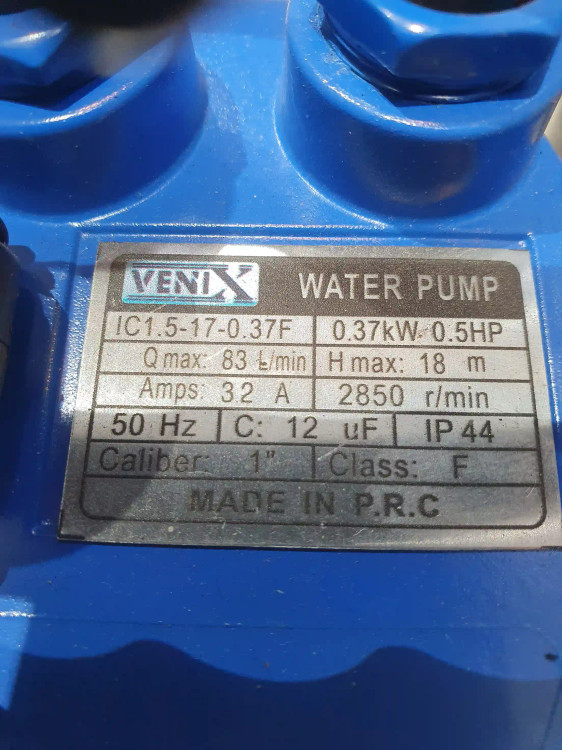 VENIX WATER PUMP
IC1.5-17-0.37F 0.37kW 0.5HP
Q max: 83 L/min H max: 18 m
Amps: 3.2 A 2850 r/min
50 Hz C: 12 uF IP 44
Caliber: 1" Class: F
MADE IN P.R.C